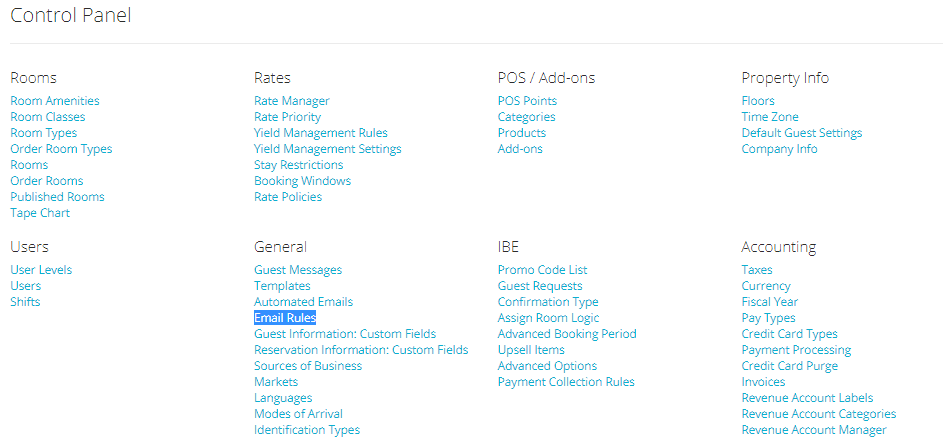 Control Panel
Rooms
Room Amenities
Room Classes
Room Types
Order Room Types
Rooms
Order Rooms
Published Rooms
Tape Chart
Rates
Rate Manager
Rate Priority
Yield Management Rules
Yield Management Settings
Stay Restrictions
Booking Windows
Rate Policies
POS / Add-ons
POS Points
Categories
Products
Add-ons
Property Info
Floors
Time Zone
Default Guest Settings
Company Info
Users
User Levels
Users
Shifts
General
Guest Messages
Templates
Automated Emails
Email Rules
Guest Information: Custom Fields
Reservation Information: Custom Fields
Sources of Business
Markets
Languages
Modes of Arrival
Identification Types
IBE
Promo Code List
Guest Requests
Confirmation Type
Assign Room Logic
Advanced Booking Period
Upsell Items
Advanced Options
Payment Collection Rules
Accounting
Taxes
Currency
Fiscal Year
Pay Types
Credit Card Types
Payment Processing
Credit Card Purge
Invoices
Revenue Account Labels
Revenue Account Categories
Revenue Account Manager